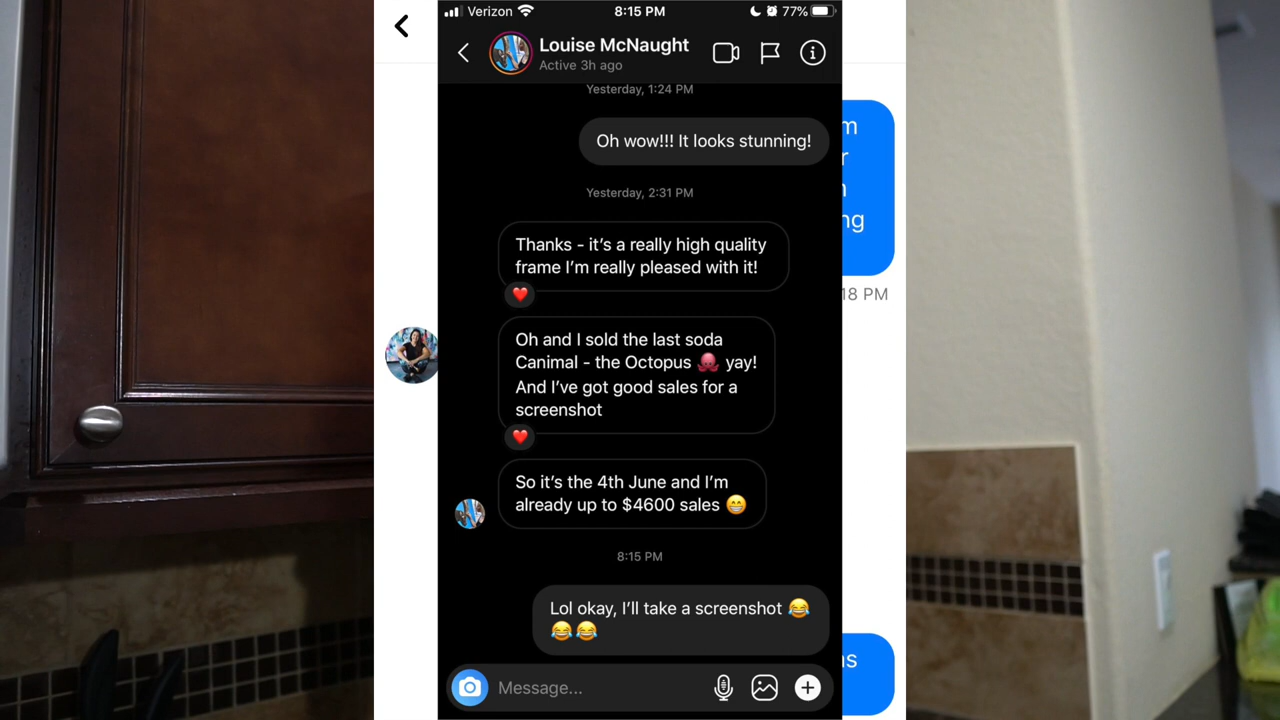 Verizon
8:15 PM
77%
Louise McNaught
Active 3h ago
Yesterday, 1:24 PM
Oh wow!!! It looks stunning!
Yesterday, 2:31 PM
Thanks - it's a really high quality
frame I'm really pleased with it!
Oh and I sold the last soda
Canimal - the Octopus 🐙 yay!
And I've got good sales for a
screenshot
So it's the 4th June and I'm
already up to $4600 sales 😁
8:15 PM
Lol okay, I'll take a screenshot 😂
😂😂
Message...
18 PM